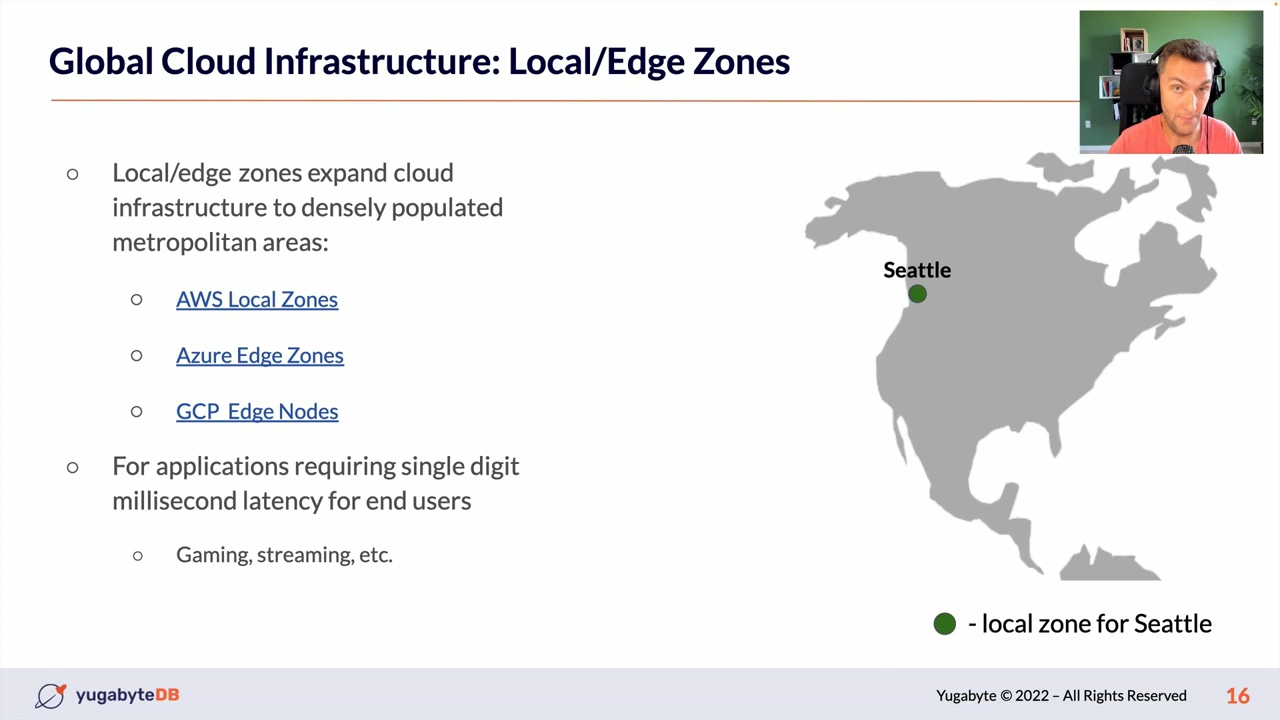 Global Cloud Infrastructure: Local/Edge Zones
Local/edge zones expand cloud
infrastructure to densely populated
metropolitan areas:
AWS Local Zones
Azure Edge Zones
GCP Edge Nodes
For applications requiring single digit
millisecond latency for end users
Gaming, streaming, etc.
Seattle
- local zone for Seattle
yugabyteDB
Yugabyte © 2022 – All Rights Reserved
16